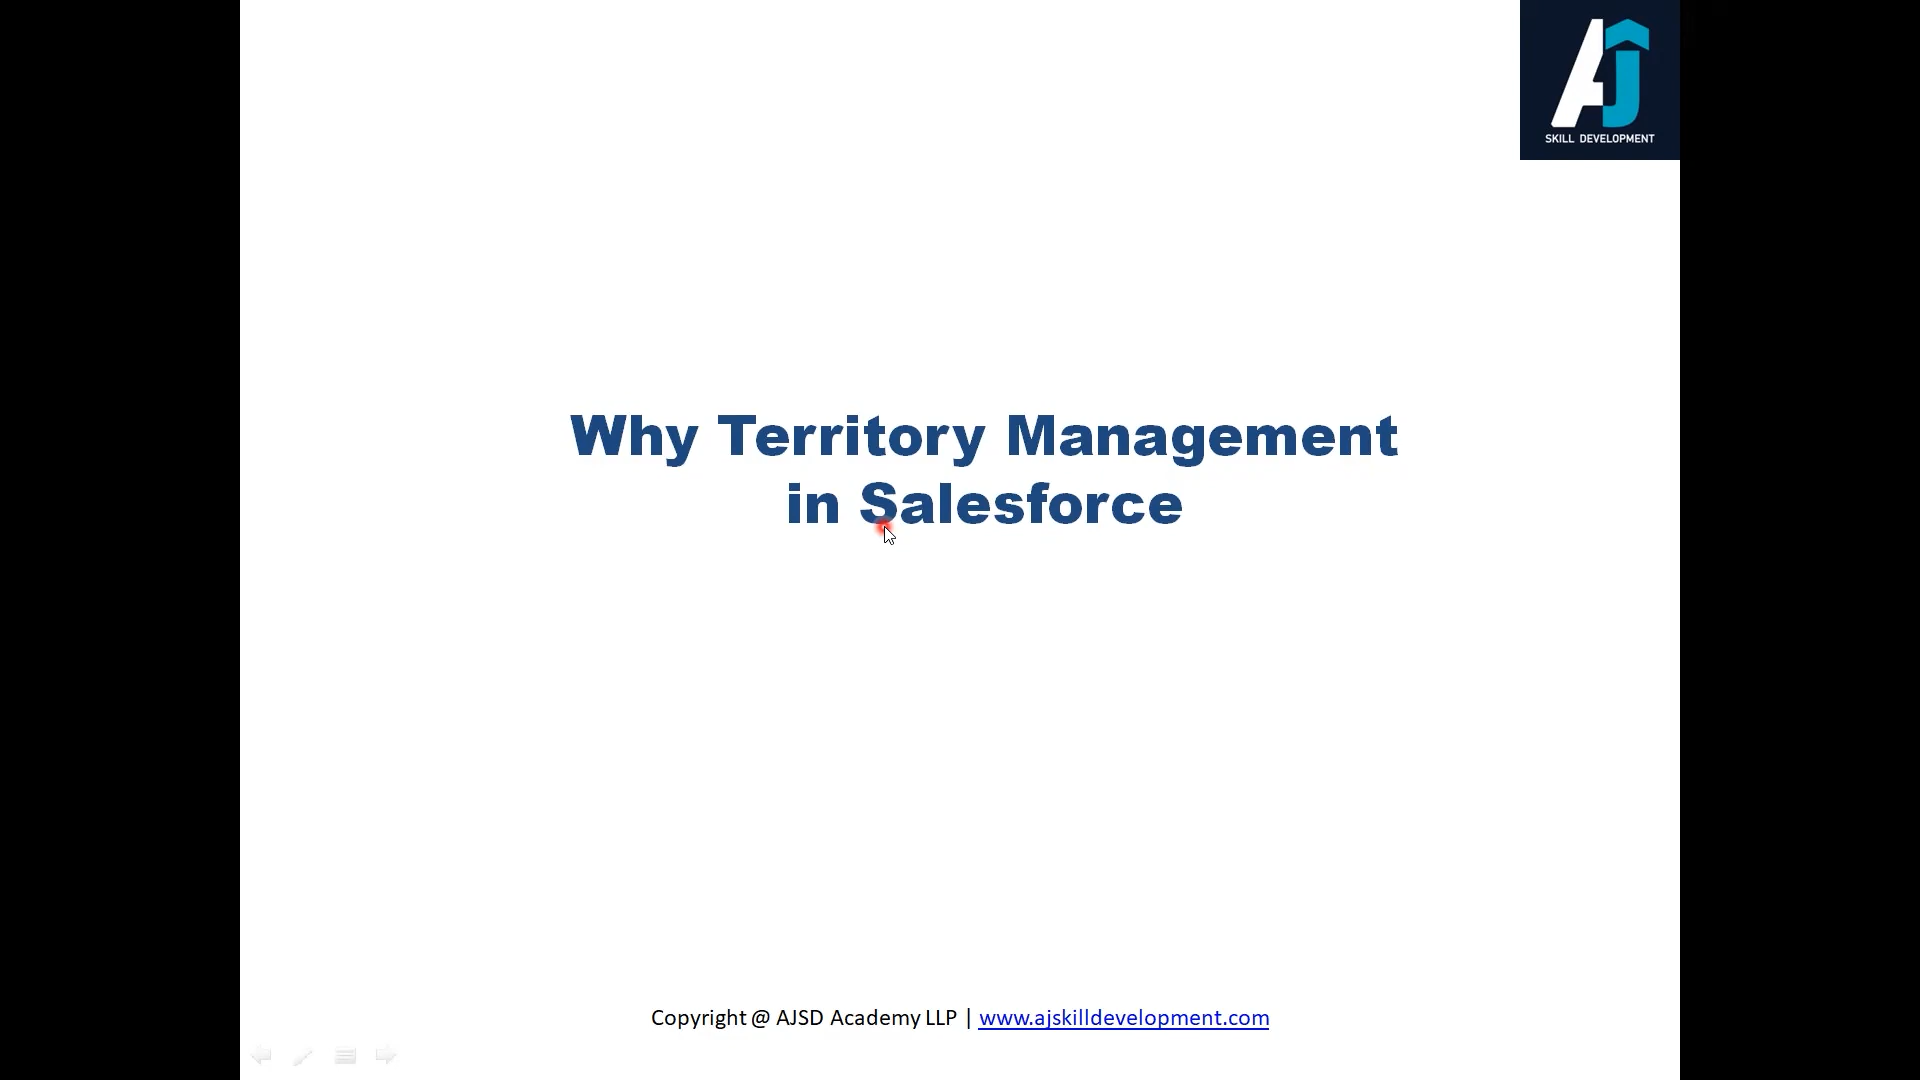 AJ
SKILL DEVELOPMENT
Why Territory Management
in Salesforce
Copyright @ AJSD Academy LLP | www.ajskilldevelopment.com